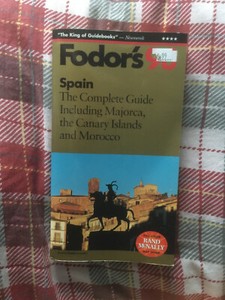 "The King of Guidebooks" — Newsweek
★★★★
Fodor's
Spain
The Complete Guide
Including Majorca,
the Canary Islands
and Morocco
RAND
MCNALLY